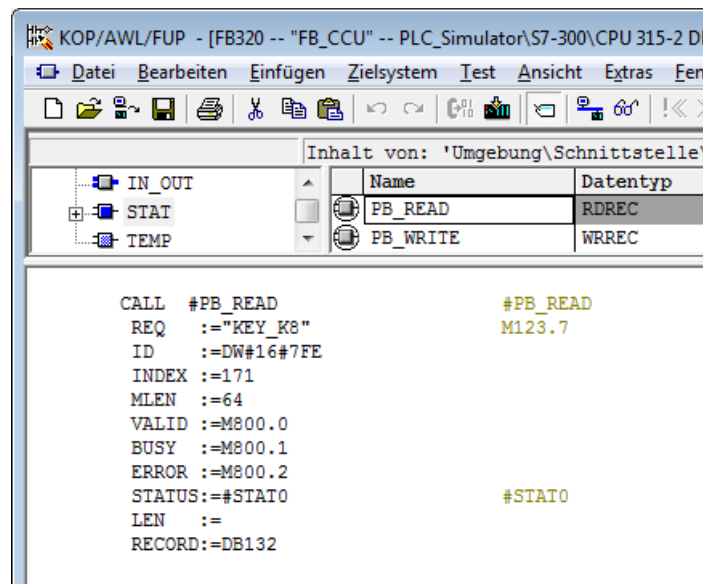 KOP/AWL/FUP - [FB320 -- "FB_CCU" -- PLC_Simulator\S7-300\CPU 315-2 D
Datei Bearbeiten Einfügen Zielsystem Test Ansicht Extras Fen
Inhalt von: 'Umgebung\Schnittstelle\
IN_OUT
STAT
TEMP
Name Datentyp
PB_READ RDREC
PB_WRITE WRREC
CALL #PB_READ #PB_READ
REQ :="KEY_K8" M123.7
ID :=DW#16#7FE
INDEX :=171
MLEN :=64
VALID :=M800.0
BUSY :=M800.1
ERROR :=M800.2
STATUS:=#STAT0 #STAT0
LEN :=
RECORD:=DB132